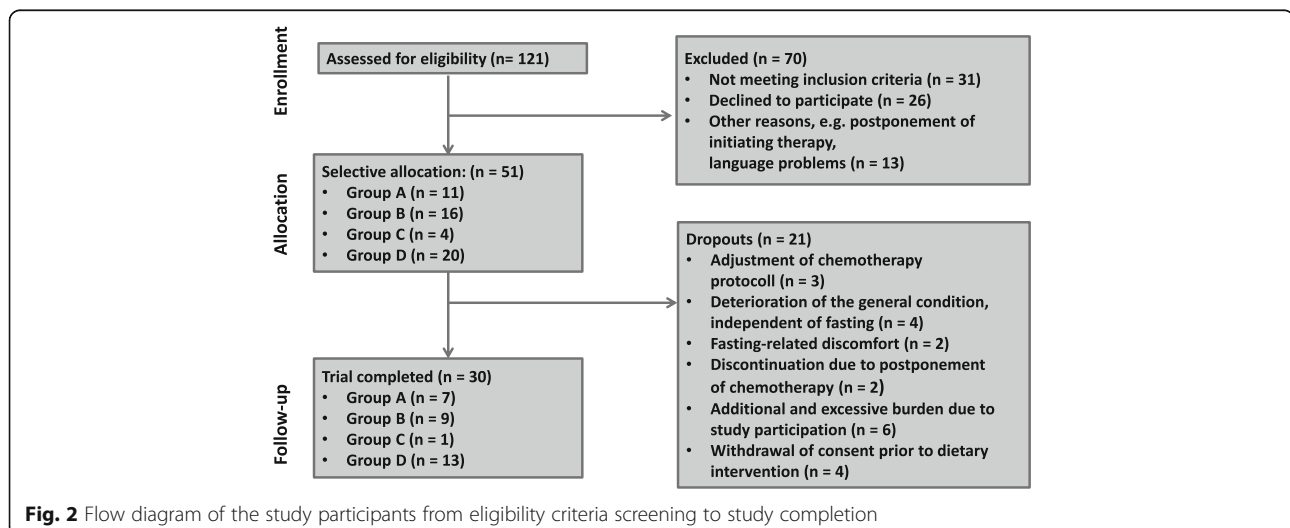 Enrollment
Assessed for eligibility (n= 121)
Excluded (n = 70)
• Not meeting inclusion criteria (n = 31)
• Declined to participate (n = 26)
• Other reasons, e.g. postponement of
initiating therapy,
language problems (n = 13)
Allocation
Selective allocation: (n = 51)
• Group A (n = 11)
• Group B (n = 16)
• Group C (n = 4)
• Group D (n = 20)
Dropouts (n = 21)
• Adjustment of chemotherapy
protocoll (n = 3)
• Deterioration of the general condition,
independent of fasting (n = 4)
• Fasting-related discomfort (n = 2)
• Discontinuation due to postponement
of chemotherapy (n = 2)
• Additional and excessive burden due to
study participation (n = 6)
• Withdrawal of consent prior to dietary
intervention (n = 4)
Follow-up
Trial completed (n = 30)
• Group A (n = 7)
• Group B (n = 9)
• Group C (n = 1)
• Group D (n = 13)
Fig. 2 Flow diagram of the study participants from eligibility criteria screening to study completion